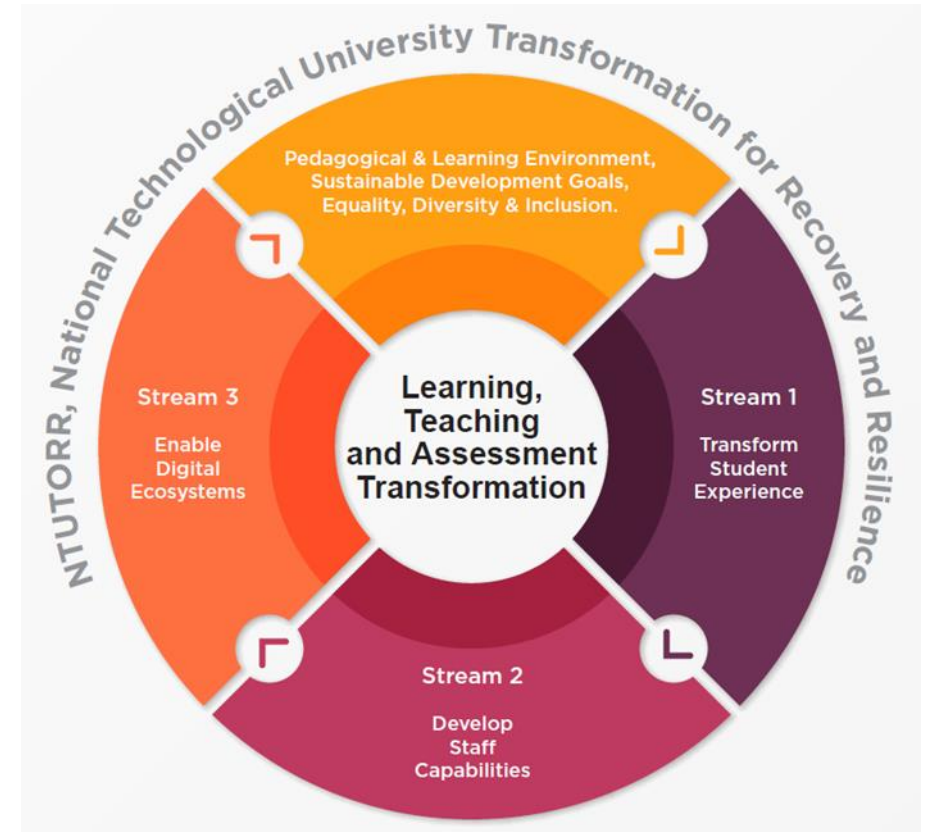 NTUTORR, National Technological University Transformation for Recovery and Resilience
Pedagogical & Learning Environment,
Sustainable Development Goals,
Equality, Diversity & Inclusion.
Stream 3
Enable
Digital
Ecosystems
Learning,
Teaching
and Assessment
Transformation
Stream 1
Transform
Student
Experience
Stream 2
Develop
Staff
Capabilities